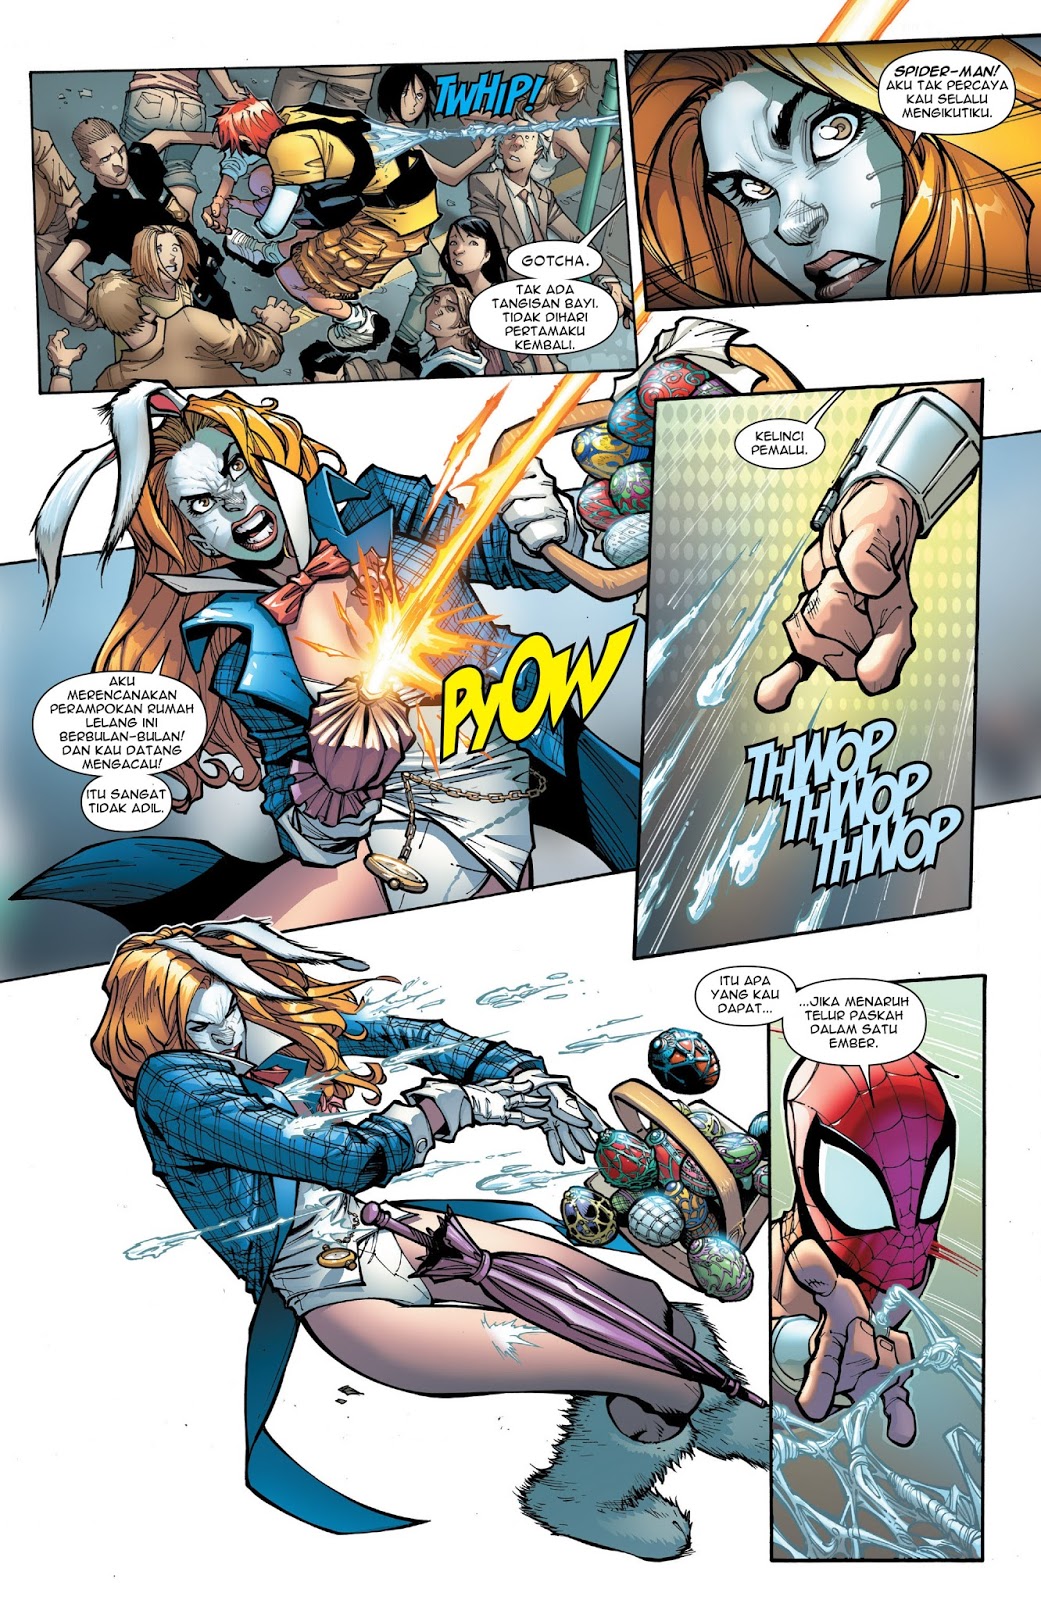 TWHIP!
GOTCHA.
TAK ADA
TANGISAN BAYI.
TIDAK DIHARI
PERTAMAKU
KEMBALI.
SPIDER-MAN!
AKU TAK PERCAYA
KAU SELALU
MENGIKUTIKU.
AKU
MERENCANAKAN
PERAMPOKAN RUMAH
LELANG INI
BERBULAN-BULAN!
DAN KAU DATANG
MENGACAU!
ITU SANGAT
TIDAK ADIL.
PYOW
KELINCI
PEMALU.
THWOP
THWOP
THWOP
ITU APA
YANG KAU
DAPAT...
...JIKA MENARUH
TELUR PASKAH
DALAM SATU
EMBER.